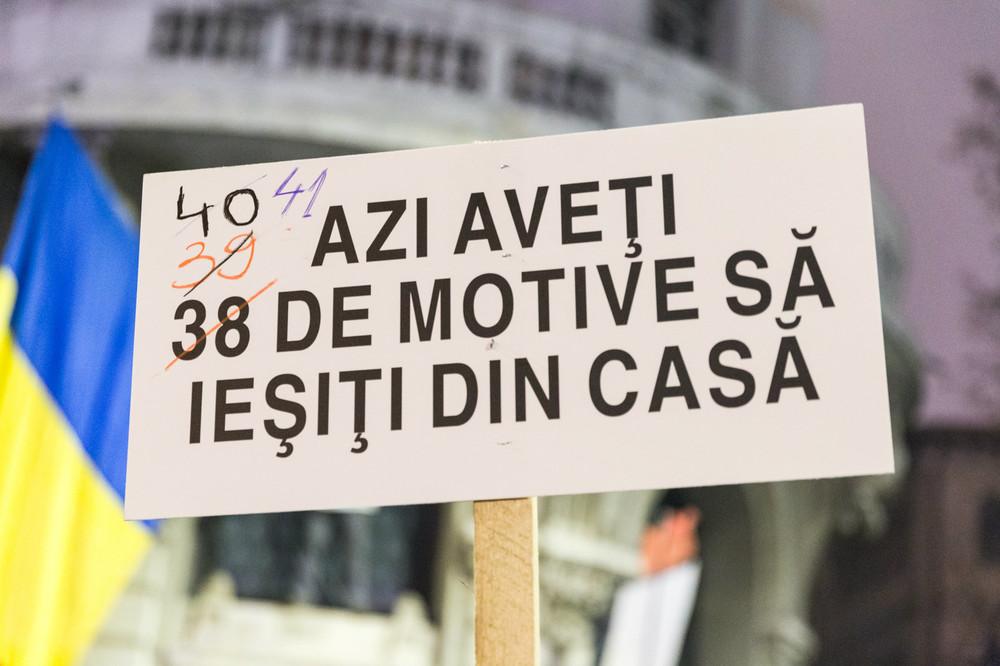 40 41
39 AZI AVEŢI
38 DE MOTIVE SĂ
IEŞIŢI DIN CASĂ